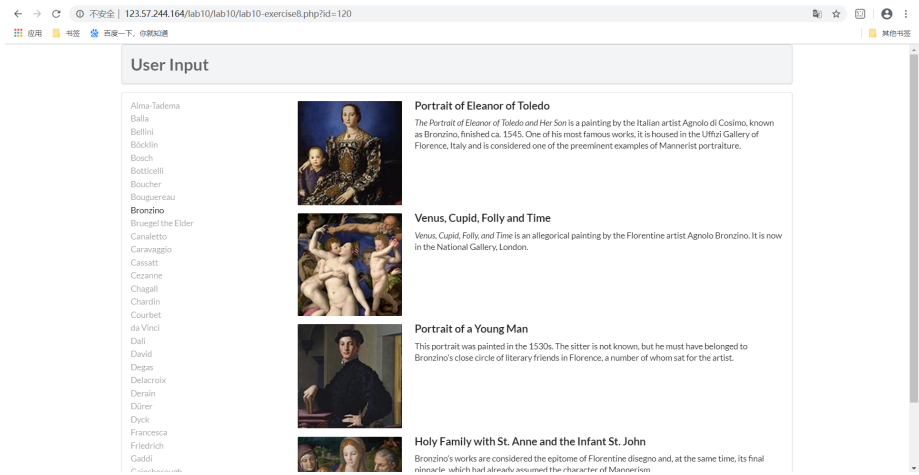 不安全 | 123.57.244.164/lab10/lab10/lab10-exercise8.php?id=120
应用 书签 百度一下，你就知道 其他书签
User Input
Alma-Tadema
Balla
Bellini
Böcklin
Bosch
Botticelli
Boucher
Bouguereau
Bronzino
Bruegel the Elder
Canaletto
Caravaggio
Cassatt
Cezanne
Chagall
Chardin
Courbet
da Vinci
Dali
David
Degas
Delacroix
Derain
Dürer
Dyck
Francesca
Friedrich
Gaddi
Gainsborough
Portrait of Eleanor of Toledo
The Portrait of Eleanor of Toledo and Her Son is a painting by the Italian artist Agnolo di Cosimo, known
as Bronzino, finished ca. 1545. One of his most famous works, it is housed in the Uffizi Gallery of
Florence, Italy and is considered one of the preeminent examples of Mannerist portraiture.
Venus, Cupid, Folly and Time
Venus, Cupid, Folly, and Time is an allegorical painting by the Florentine artist Agnolo Bronzino. It is now
in the National Gallery, London.
Portrait of a Young Man
This portrait was painted in the 1530s. The sitter is not known, but he must have belonged to
Bronzino's close circle of literary friends in Florence, a number of whom sat for the artist.
Holy Family with St. Anne and the Infant St. John
Bronzino's works are considered the epitome of Florentine disegno and, at the same time, its final
pinnacle, which had already assumed the character of Mannerism.